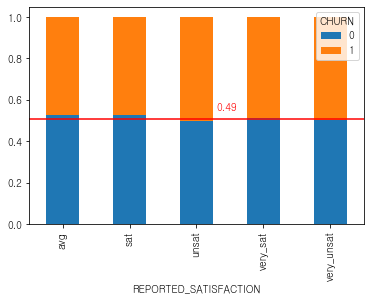 CHURN
0
1
1.0
0.8
0.6
0.4
0.2
0.0
0.49
avg
sat
unsat
very_sat
very_unsat
REPORTED_SATISFACTION